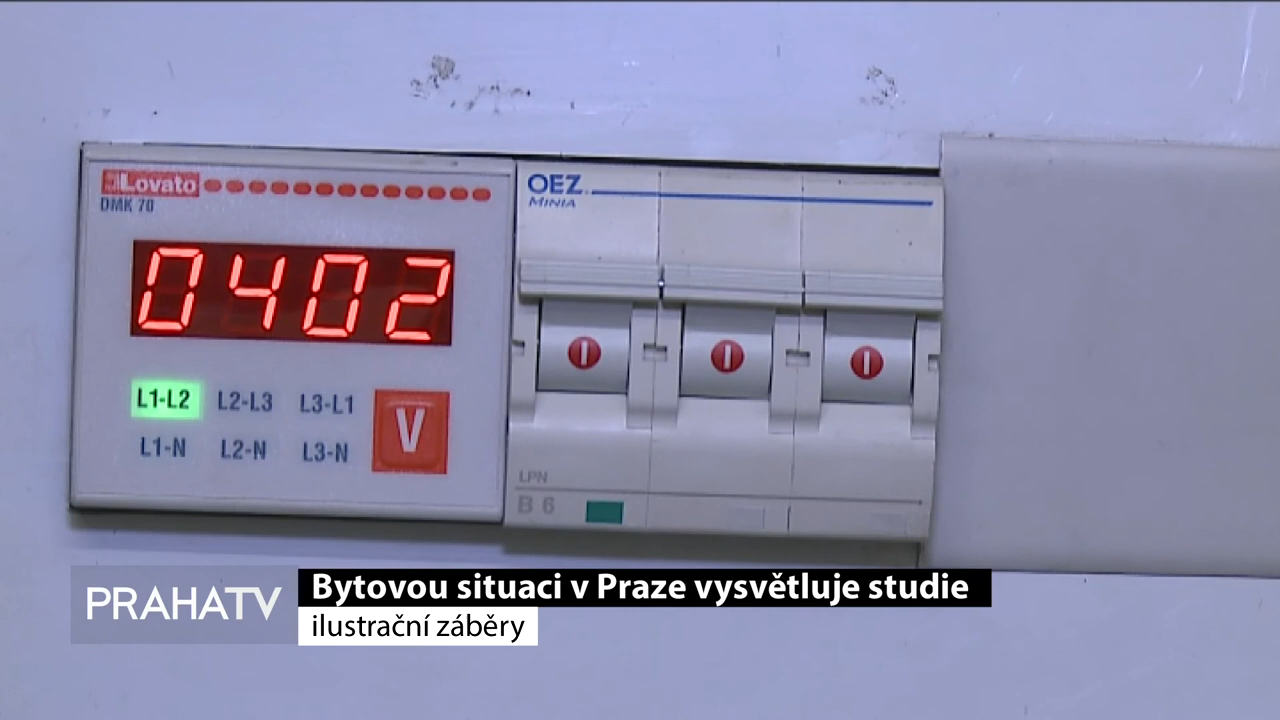 Lovato
DMK 70
0402
L1-L2 L2-L3 L3-L1
L1-N L2-N L3-N
V
OEZ
MINIA
I I I
LPN
B 6
PRAHATV
Bytovou situaci v Praze vysvětluje studie
ilustrační záběry